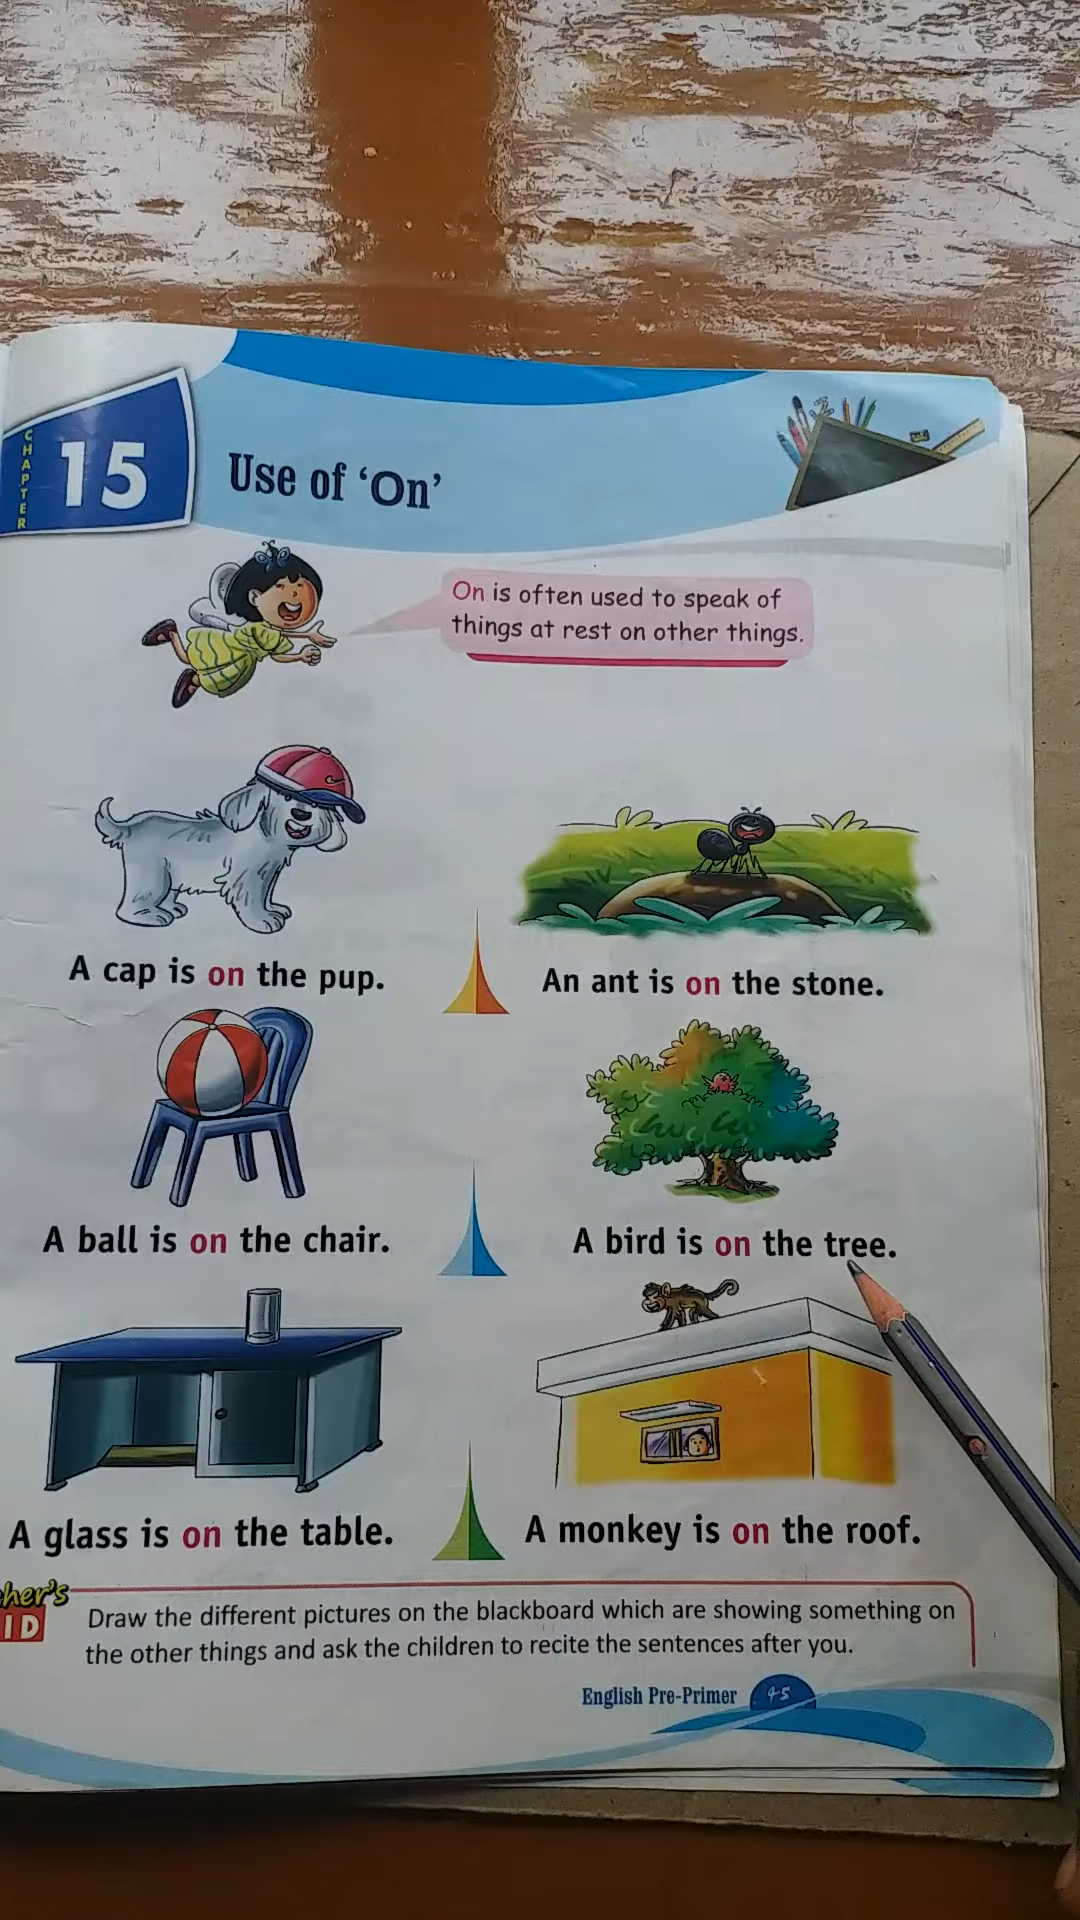 CHAPTER
15
Use of 'On'
On is often used to speak of
things at rest on other things.
A cap is on the pup.
An ant is on the stone.
A ball is on the chair.
A bird is on the tree.
A glass is on the table.
A monkey is on the roof.
her's
ID
Draw the different pictures on the blackboard which are showing something on
the other things and ask the children to recite the sentences after you.
English Pre-Primer 45